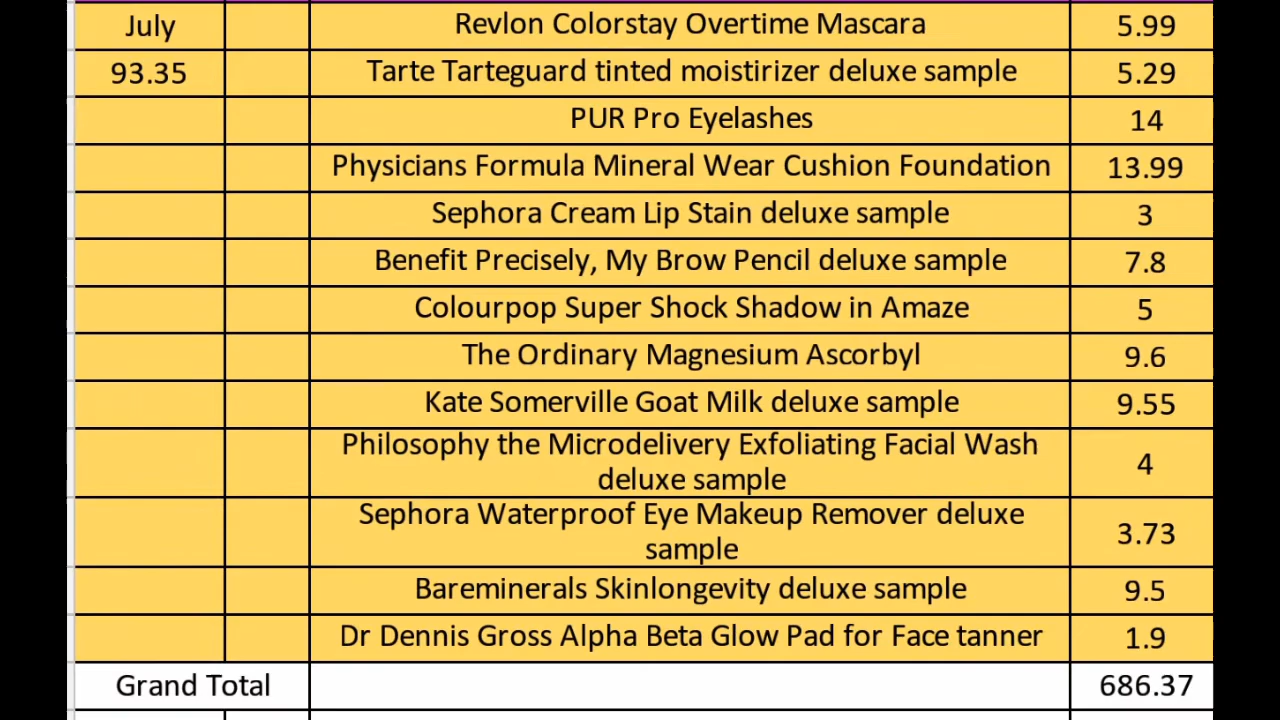 July Revlon Colorstay Overtime Mascara 5.99
93.35 Tarte Tarteguard tinted moistirizer deluxe sample 5.29
PUR Pro Eyelashes 14
Physicians Formula Mineral Wear Cushion Foundation 13.99
Sephora Cream Lip Stain deluxe sample 3
Benefit Precisely, My Brow Pencil deluxe sample 7.8
Colourpop Super Shock Shadow in Amaze 5
The Ordinary Magnesium Ascorbyl 9.6
Kate Somerville Goat Milk deluxe sample 9.55
Philosophy the Microdelivery Exfoliating Facial Wash
deluxe sample 4
Sephora Waterproof Eye Makeup Remover deluxe
sample 3.73
Bareminerals Skinlongevity deluxe sample 9.5
Dr Dennis Gross Alpha Beta Glow Pad for Face tanner 1.9
Grand Total 686.37